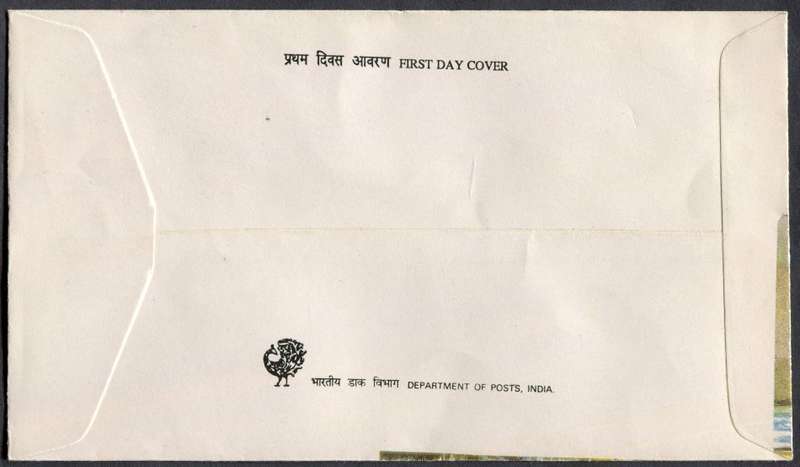 प्रथम दिवस आवरण FIRST DAY COVER
भारतीय डाक विभाग DEPARTMENT OF POSTS, INDIA.